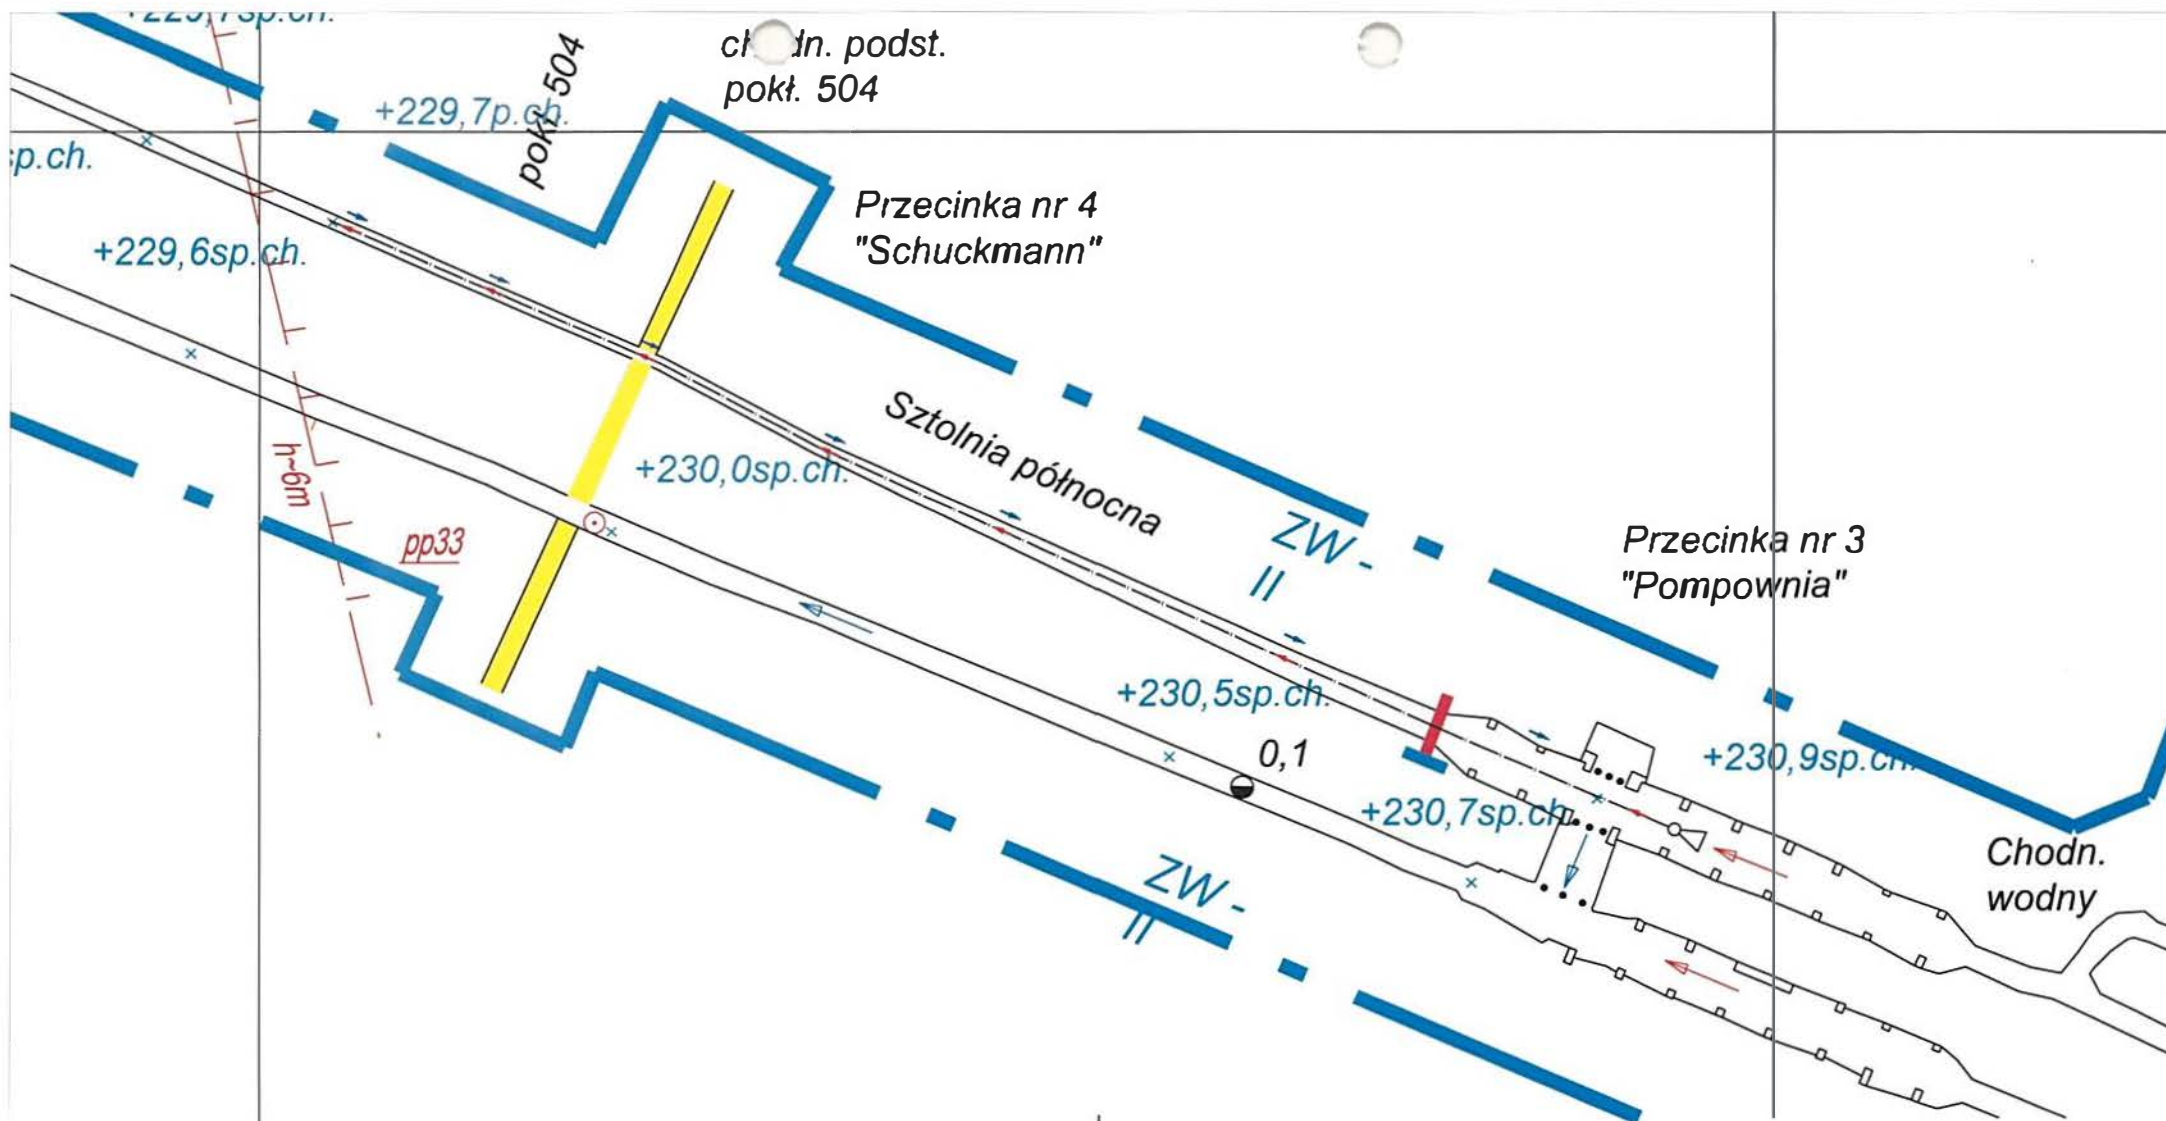 chodn. podst.
pokł. 504
pokł. 504
+229,7p.ch.
sp.ch.
+229,6sp.ch.
Przecinka nr 4
"Schuckmann"
h~6m
pp33
+230,0sp.ch.
Sztolnia północna
ZW -
II
Przecinka nr 3
"Pompownia"
+230,5sp.ch.
0,1
+230,7sp.ch.
+230,9sp.ch.
ZW -
II
Chodn.
wodny